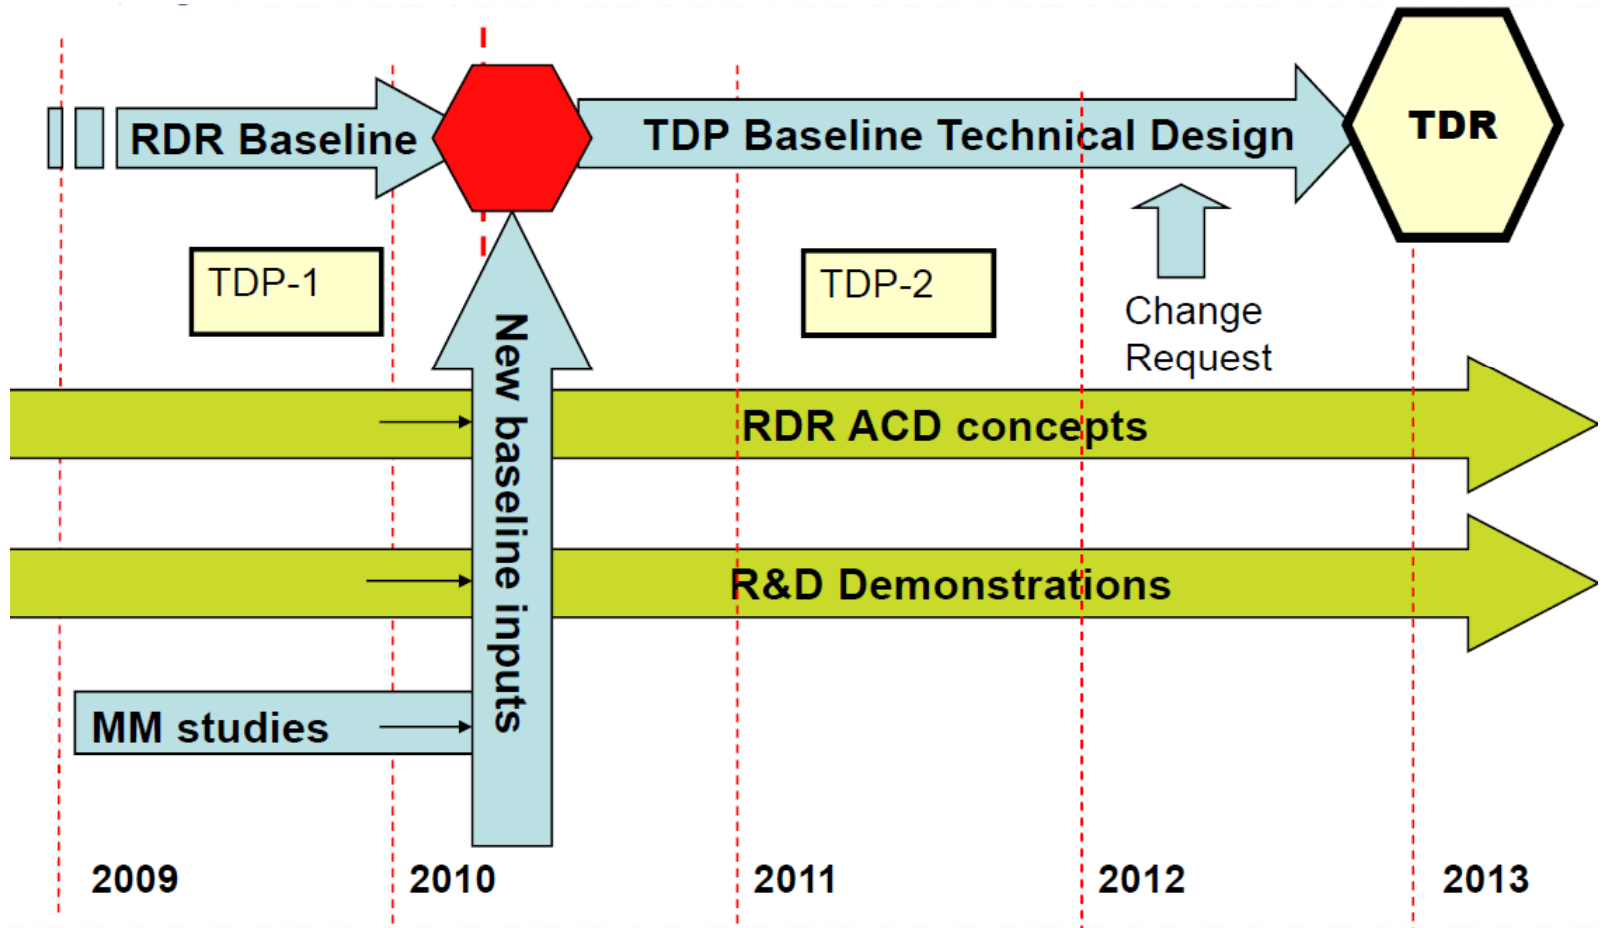 RDR Baseline
TDP Baseline Technical Design
TDR
TDP-1
TDP-2
Change
Request
New baseline inputs
RDR ACD concepts
R&D Demonstrations
MM studies
2009
2010
2011
2012
2013